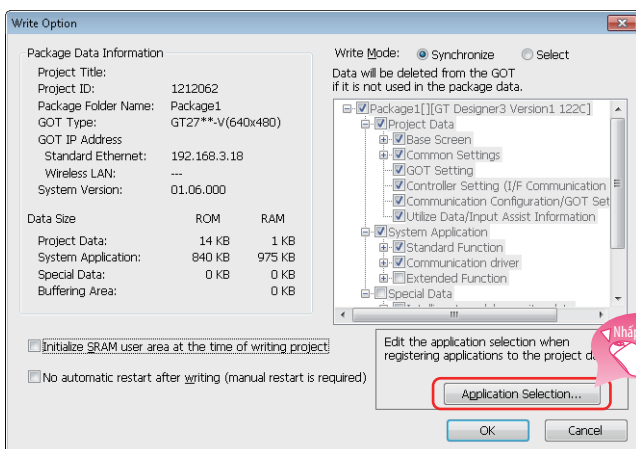 Write Option
Package Data Information
Project Title:
Project ID: 1212062
Package Folder Name: Package1
GOT Type: GT27**-V(640x480)
GOT IP Address
Standard Ethernet: 192.168.3.18
Wireless LAN: ---
System Version: 01.06.000
Data Size ROM RAM
Project Data: 14 KB 1 KB
System Application: 840 KB 975 KB
Special Data: 0 KB 0 KB
Buffering Area: 0 KB
Initialize SRAM user area at the time of writing project
No automatic restart after writing (manual restart is required)
Write Mode: Synchronize Select
Data will be deleted from the GOT
if it is not used in the package data.
Package1[][GT Designer3 Version1 122C]
Project Data
Base Screen
Common Settings
GOT Setting
Controller Setting (I/F Communication
Communication Configuration/GOT Set
Utilize Data/Input Assist Information
System Application
Standard Function
Communication driver
Extended Function
Special Data
Edit the application selection when
registering applications to the project d
Nhấp
Application Selection...
OK Cancel